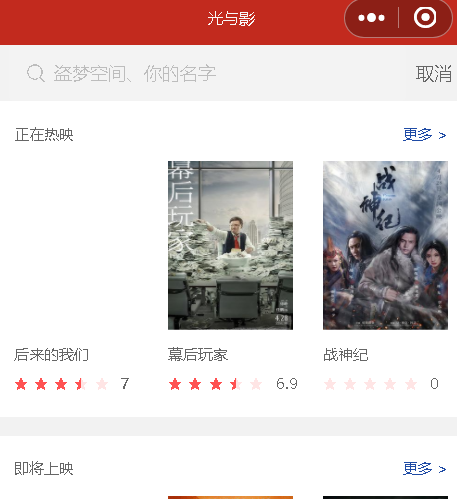 光与影
盗梦空间、你的名字
取消
正在热映
更多 >
幕后玩家
战神纪
后来的我们
幕后玩家
战神纪
7
6.9
0
即将上映
更多 >